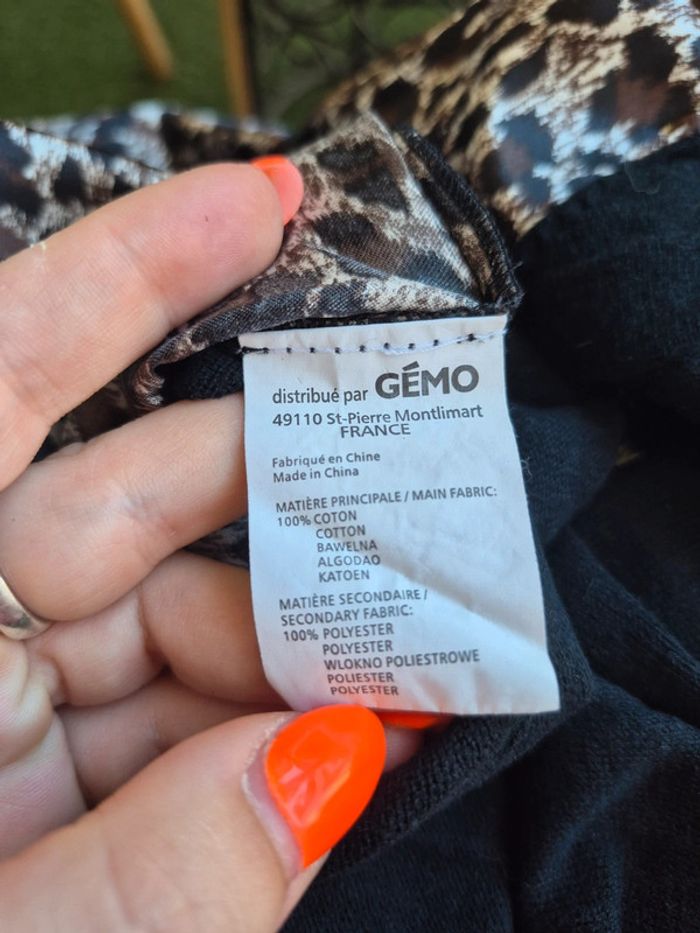 distribué par GÉMO
49110 St-Pierre Montlimart
FRANCE
Fabriqué en Chine
Made in China
MATIÈRE PRINCIPALE / MAIN FABRIC:
100% COTON
COTTON
BAWELNA
ALGODAO
KATOEN
MATIÈRE SECONDAIRE /
SECONDARY FABRIC:
100% POLYESTER
POLYESTER
WLOKNO POLIESTROWE
POLIESTER
POLYESTER